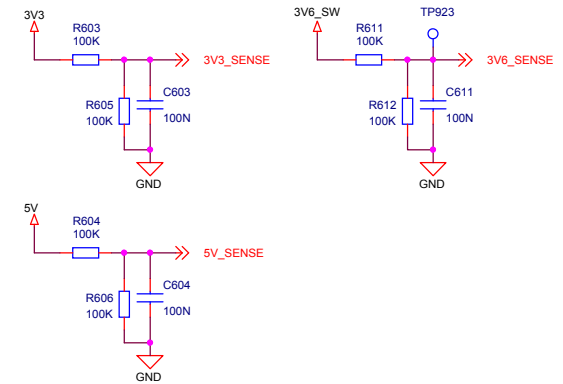 3V3
R603
100K
3V3_SENSE
R605
100K
C603
100N
GND
3V6_SW
TP923
R611
100K
3V6_SENSE
R612
100K
C611
100N
GND
5V
R604
100K
5V_SENSE
R606
100K
C604
100N
GND